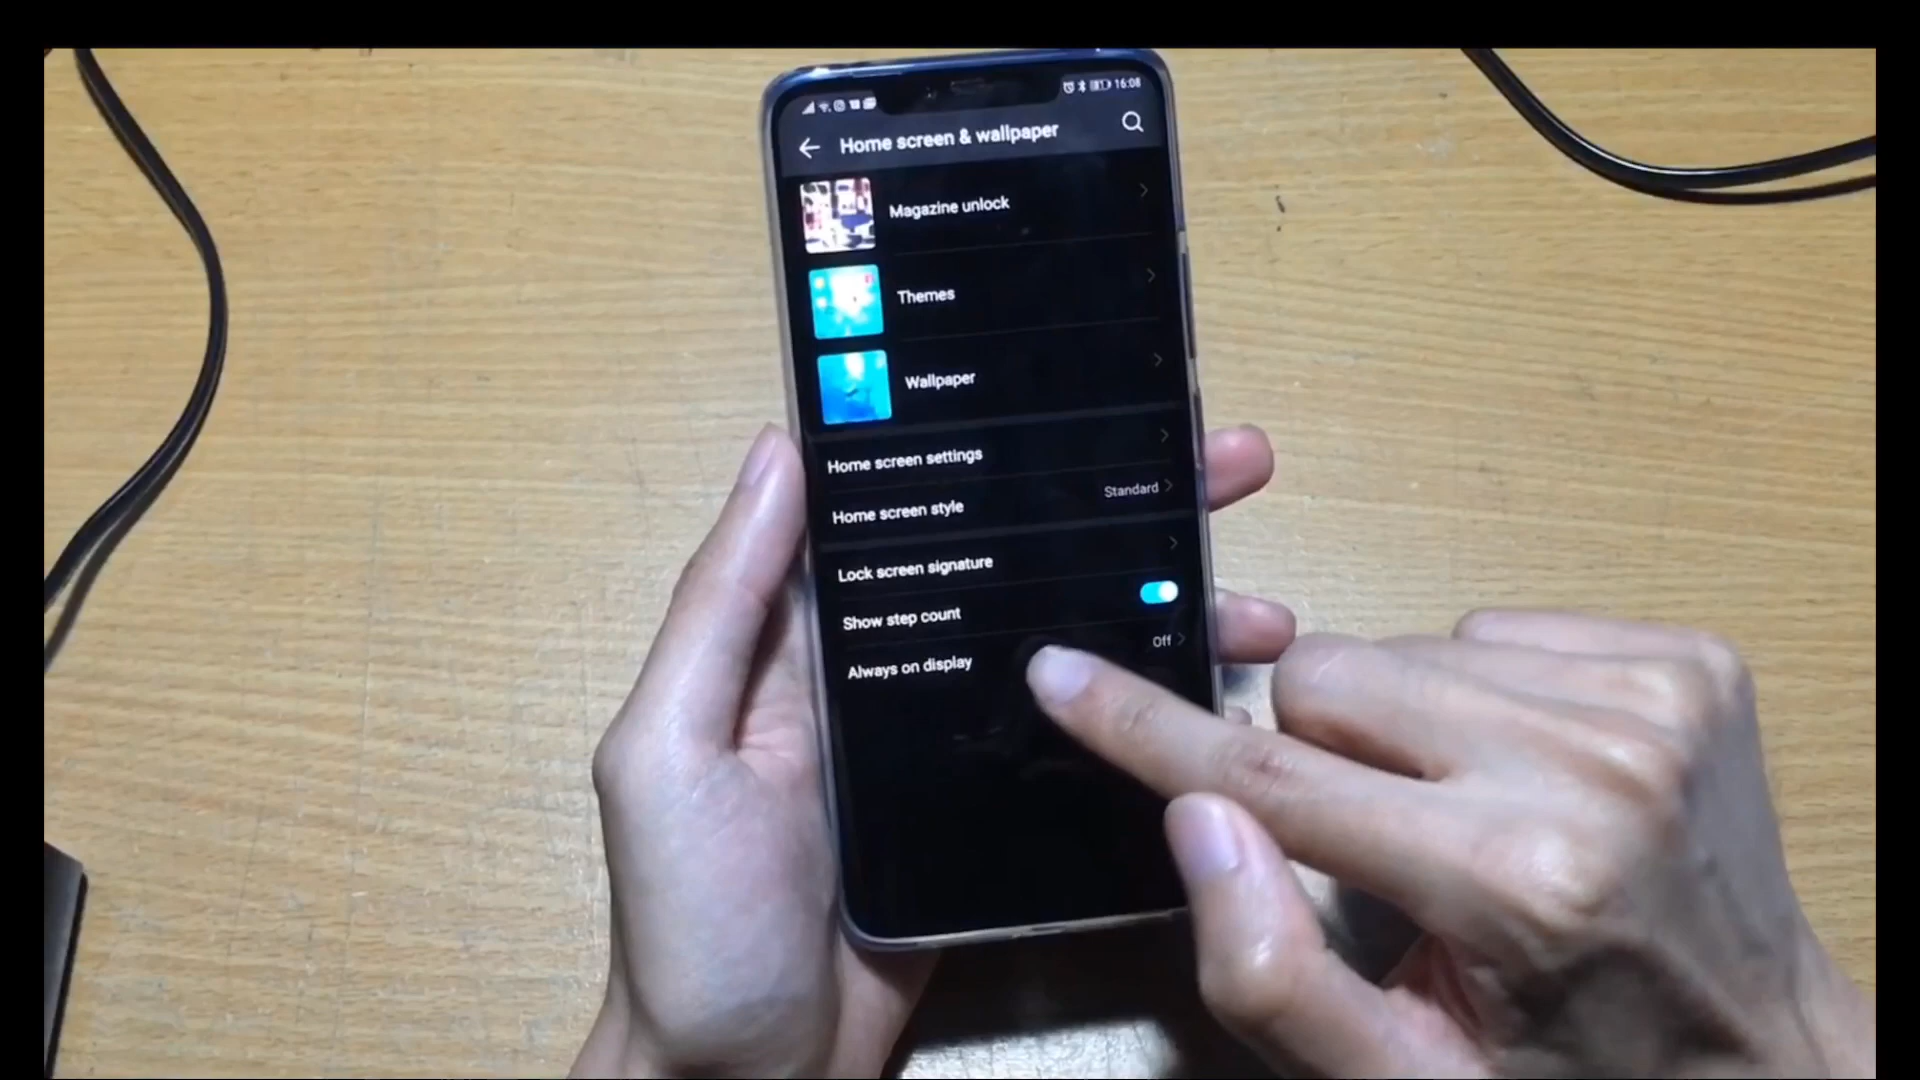 16:08
Home screen & wallpaper
Magazine unlock
Themes
Wallpaper
Home screen settings
Home screen style
Standard
Lock screen signature
Show step count
Always on display
Off